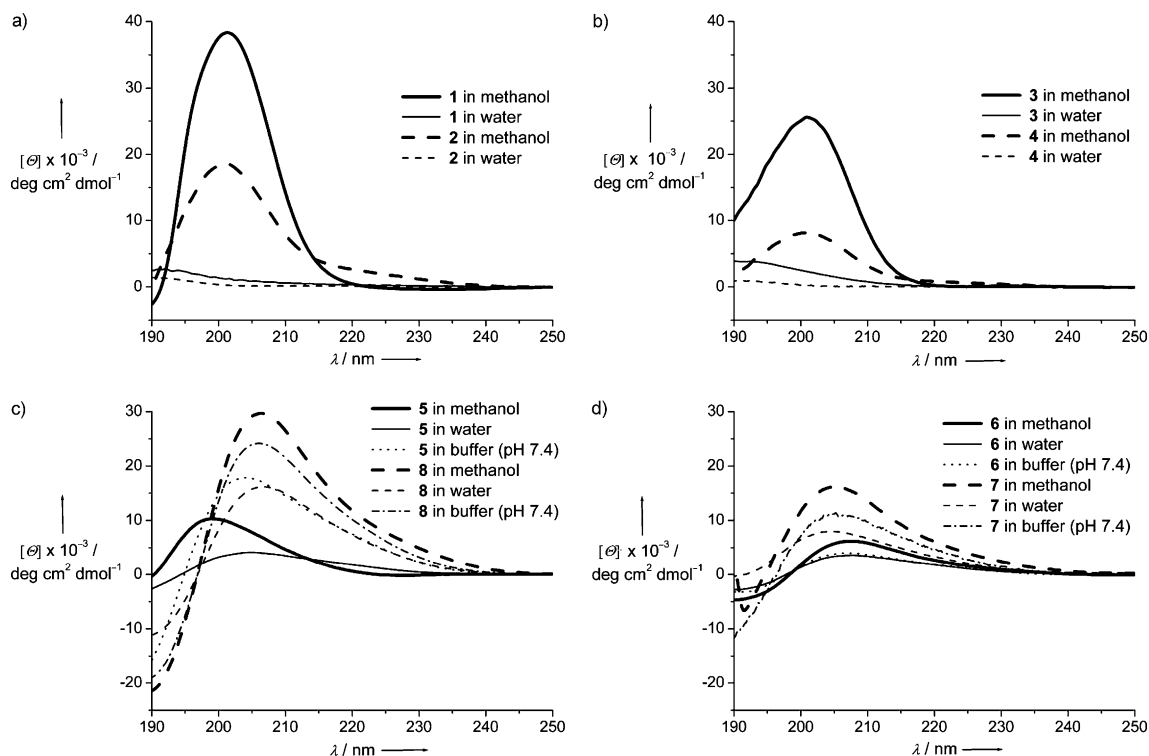 a)
40
30
20
10
0
[Θ] x 10⁻³ /
deg cm² dmol⁻¹
1 in methanol
1 in water
2 in methanol
2 in water
190 200 210 220 230 240 250
λ / nm
b)
40
30
20
10
0
[Θ] x 10⁻³ /
deg cm² dmol⁻¹
3 in methanol
3 in water
4 in methanol
4 in water
190 200 210 220 230 240 250
λ / nm
c)
30
20
10
0
-10
-20
[Θ] x 10⁻³ /
deg cm² dmol⁻¹
5 in methanol
5 in water
5 in buffer (pH 7.4)
8 in methanol
8 in water
8 in buffer (pH 7.4)
190 200 210 220 230 240 250
λ / nm
d)
30
20
10
0
-10
-20
[Θ] x 10⁻³ /
deg cm² dmol⁻¹
6 in methanol
6 in water
6 in buffer (pH 7.4)
7 in methanol
7 in water
7 in buffer (pH 7.4)
190 200 210 220 230 240 250
λ / nm